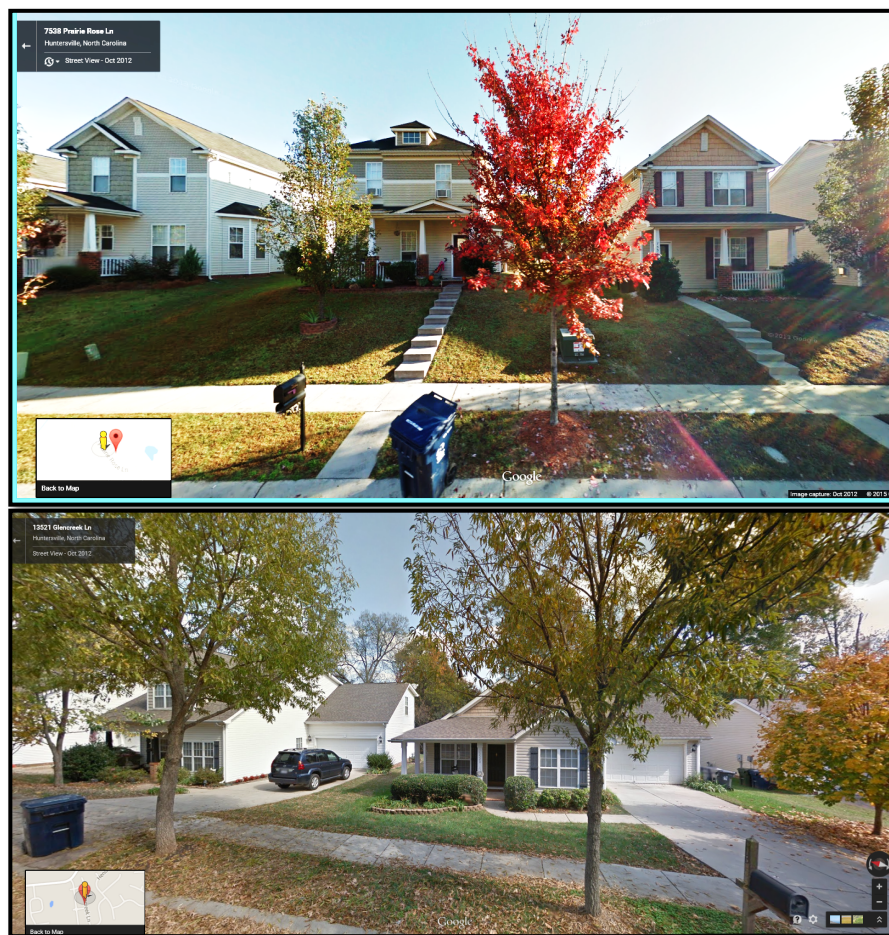 7538 Prairie Rose Ln
Huntersville, North Carolina
Street View - Oct 2012
Back to Map
Google
Image capture: Oct 2012 © 2015
13521 Glencreek Ln
Huntersville, North Carolina
Street View - Oct 2012
Back to Map
Google